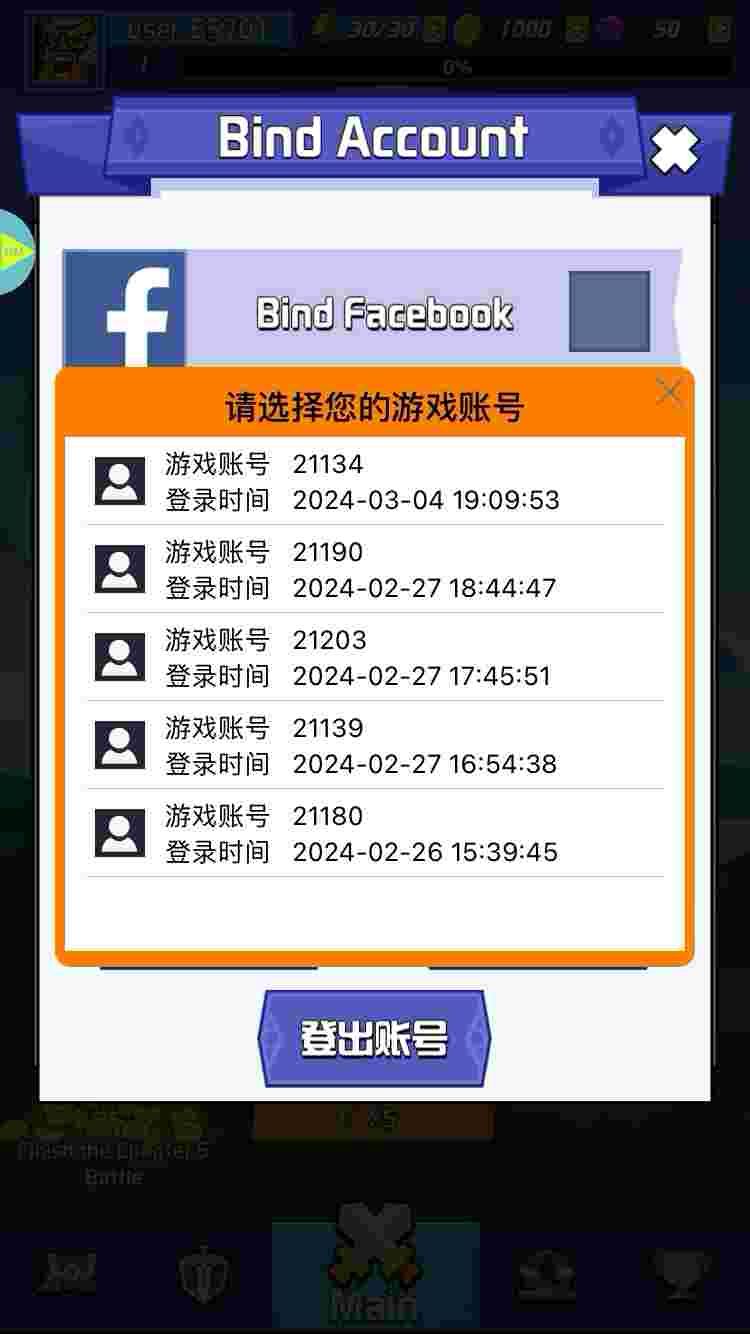 30/30
1000
50
0%
Bind Account
Bind Facebook
请选择您的游戏账号
游戏账号 21134
登录时间 2024-03-04 19:09:53
游戏账号 21190
登录时间 2024-02-27 18:44:47
游戏账号 21203
登录时间 2024-02-27 17:45:51
游戏账号 21139
登录时间 2024-02-27 16:54:38
游戏账号 21180
登录时间 2024-02-26 15:39:45
登出账号
Battle
Main